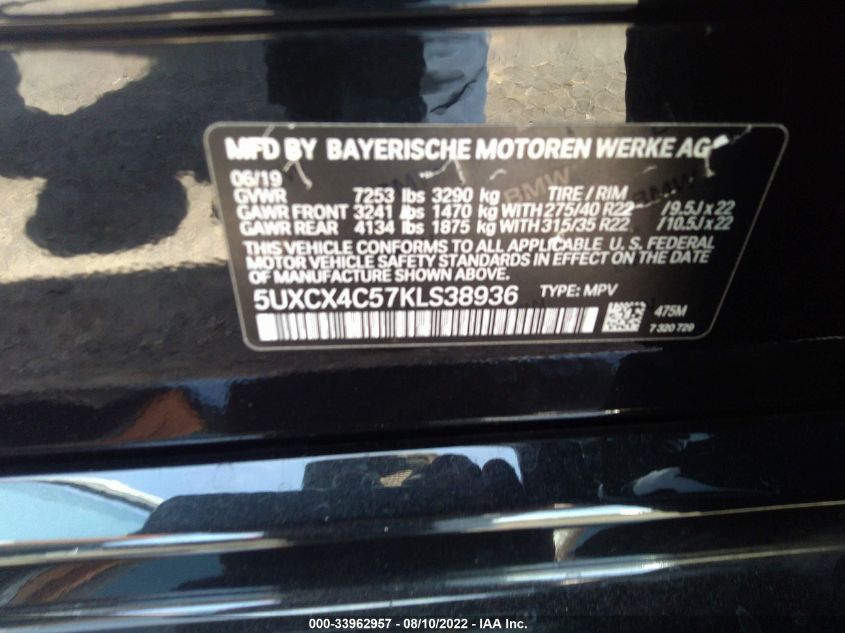 MFD BY BAYERISCHE MOTOREN WERKE AG
06/19
GVWR 7253 lbs 3290 kg TIRE / RIM
GAWR FRONT 3241 lbs 1470 kg WITH 275/40 R22 /9.5J x 22
GAWR REAR 4134 lbs 1875 kg WITH 315/35 R22 /10.5J x 22
THIS VEHICLE CONFORMS TO ALL APPLICABLE U. S. FEDERAL
MOTOR VEHICLE SAFETY STANDARDS IN EFFECT ON THE DATE
OF MANUFACTURE SHOWN ABOVE.
5UXCX4C57KLS38936 TYPE: MPV
475M
7 320 729
BMW
BMW
000-33962957 - 08/10/2022 - IAA Inc.